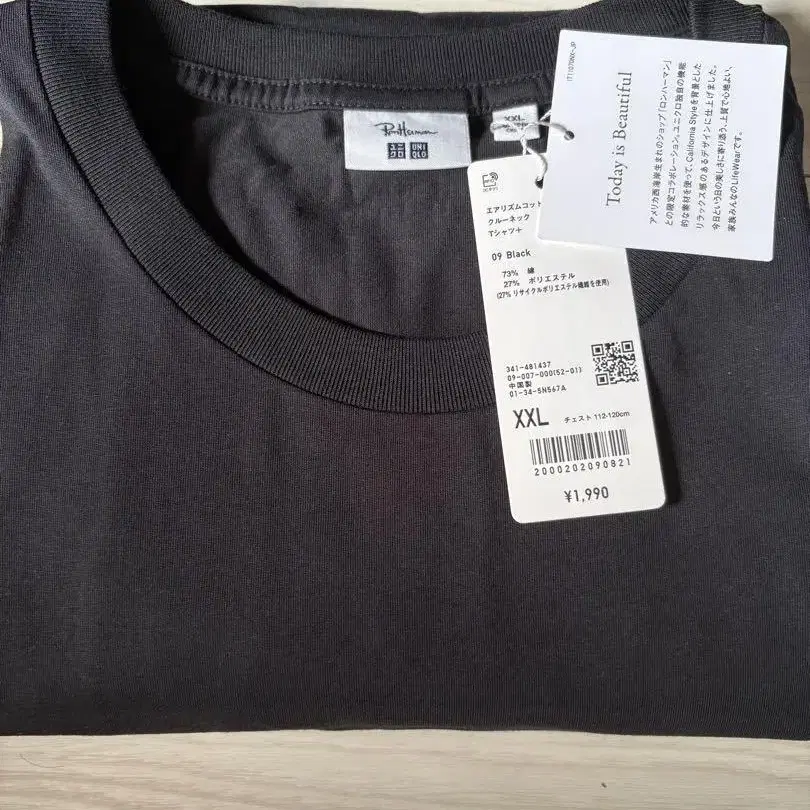 Ron Herman
ユニ
クロ
UNI
QLO
XXL
エアリズムコット
クルーネック
Tシャツ+
09 Black
73% 綿
27% ポリエステル
(27% リサイクルポリエステル繊維を使用)
341-481437
09-007-000(52-01)
中国製
01-34-5N567A
XXL チェスト 112-120cm
2000202090821
¥1,990
Today is Beautiful
アメリカ西海岸生まれのショップ「ロンハーマン」
との限定コラボレーション。ユニクロ独自の機能
的な素材を使って、California Styleを背景とした
リラックス感のあるデザインに仕上げました。
今日という日の美しさに寄り添う、上質で心地よい、
家族みんなのLifeWearです。